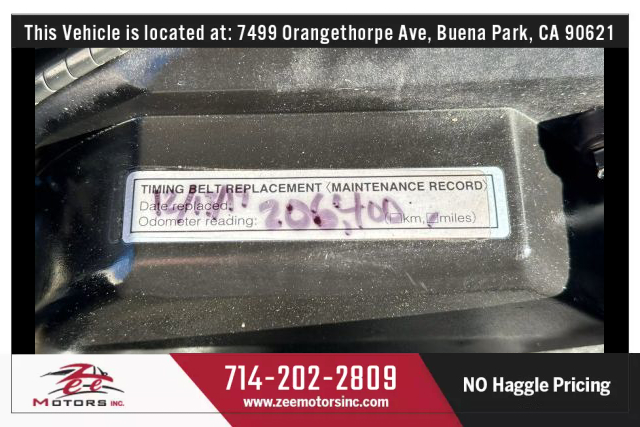 This Vehicle is located at: 7499 Orangethorpe Ave, Buena Park, CA 90621
TIMING BELT REPLACEMENT (MAINTENANCE RECORD)
Date replaced:
Odometer reading: 206,400 (□km, ☑miles)
Zee
MOTORS INC.
714-202-2809
www.zeemotorsinc.com
NO Haggle Pricing